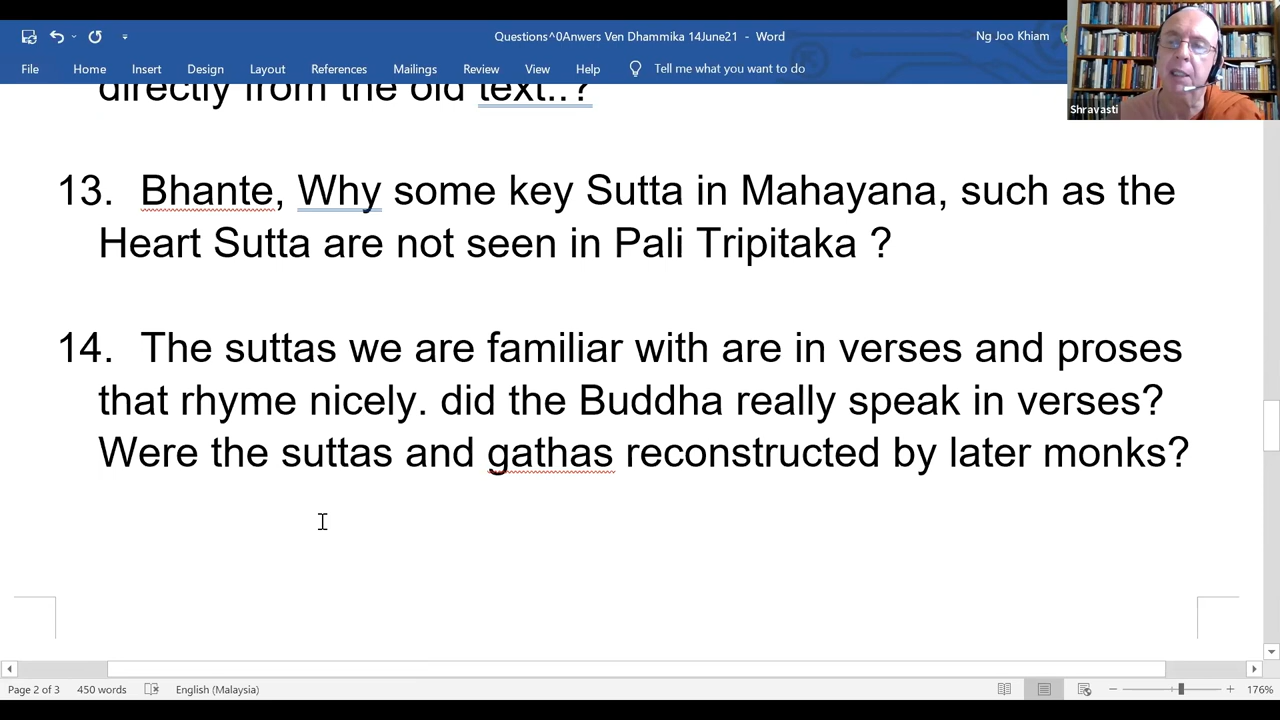 Questions^0Anwers Ven Dhammika 14June21 - Word
Ng Joo Khiam
File Home Insert Design Layout References Mailings Review View Help Tell me what you want to do
Shravasti
directly from the old text..?
13. Bhante, Why some key Sutta in Mahayana, such as the
Heart Sutta are not seen in Pali Tripitaka ?
14. The suttas we are familiar with are in verses and proses
that rhyme nicely. did the Buddha really speak in verses?
Were the suttas and gathas reconstructed by later monks?
Page 2 of 3 450 words English (Malaysia) 176%